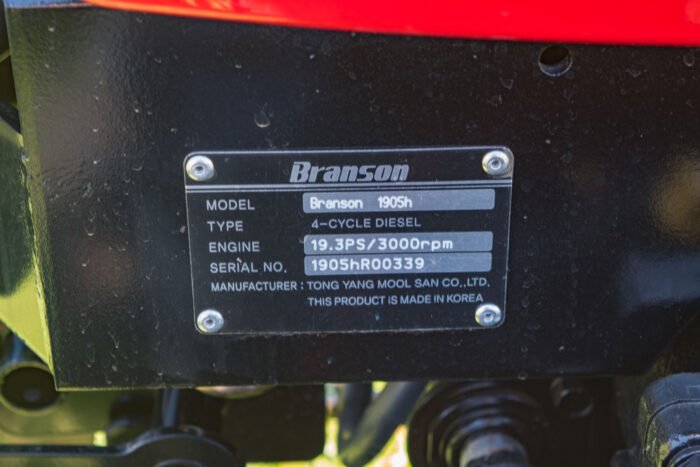 Branson
MODEL Branson 1905h
TYPE 4-CYCLE DIESEL
ENGINE 19.3PS/3000rpm
SERIAL NO. 1905hR00339
MANUFACTURER : TONG YANG MOOL SAN CO.,LTD.
THIS PRODUCT IS MADE IN KOREA